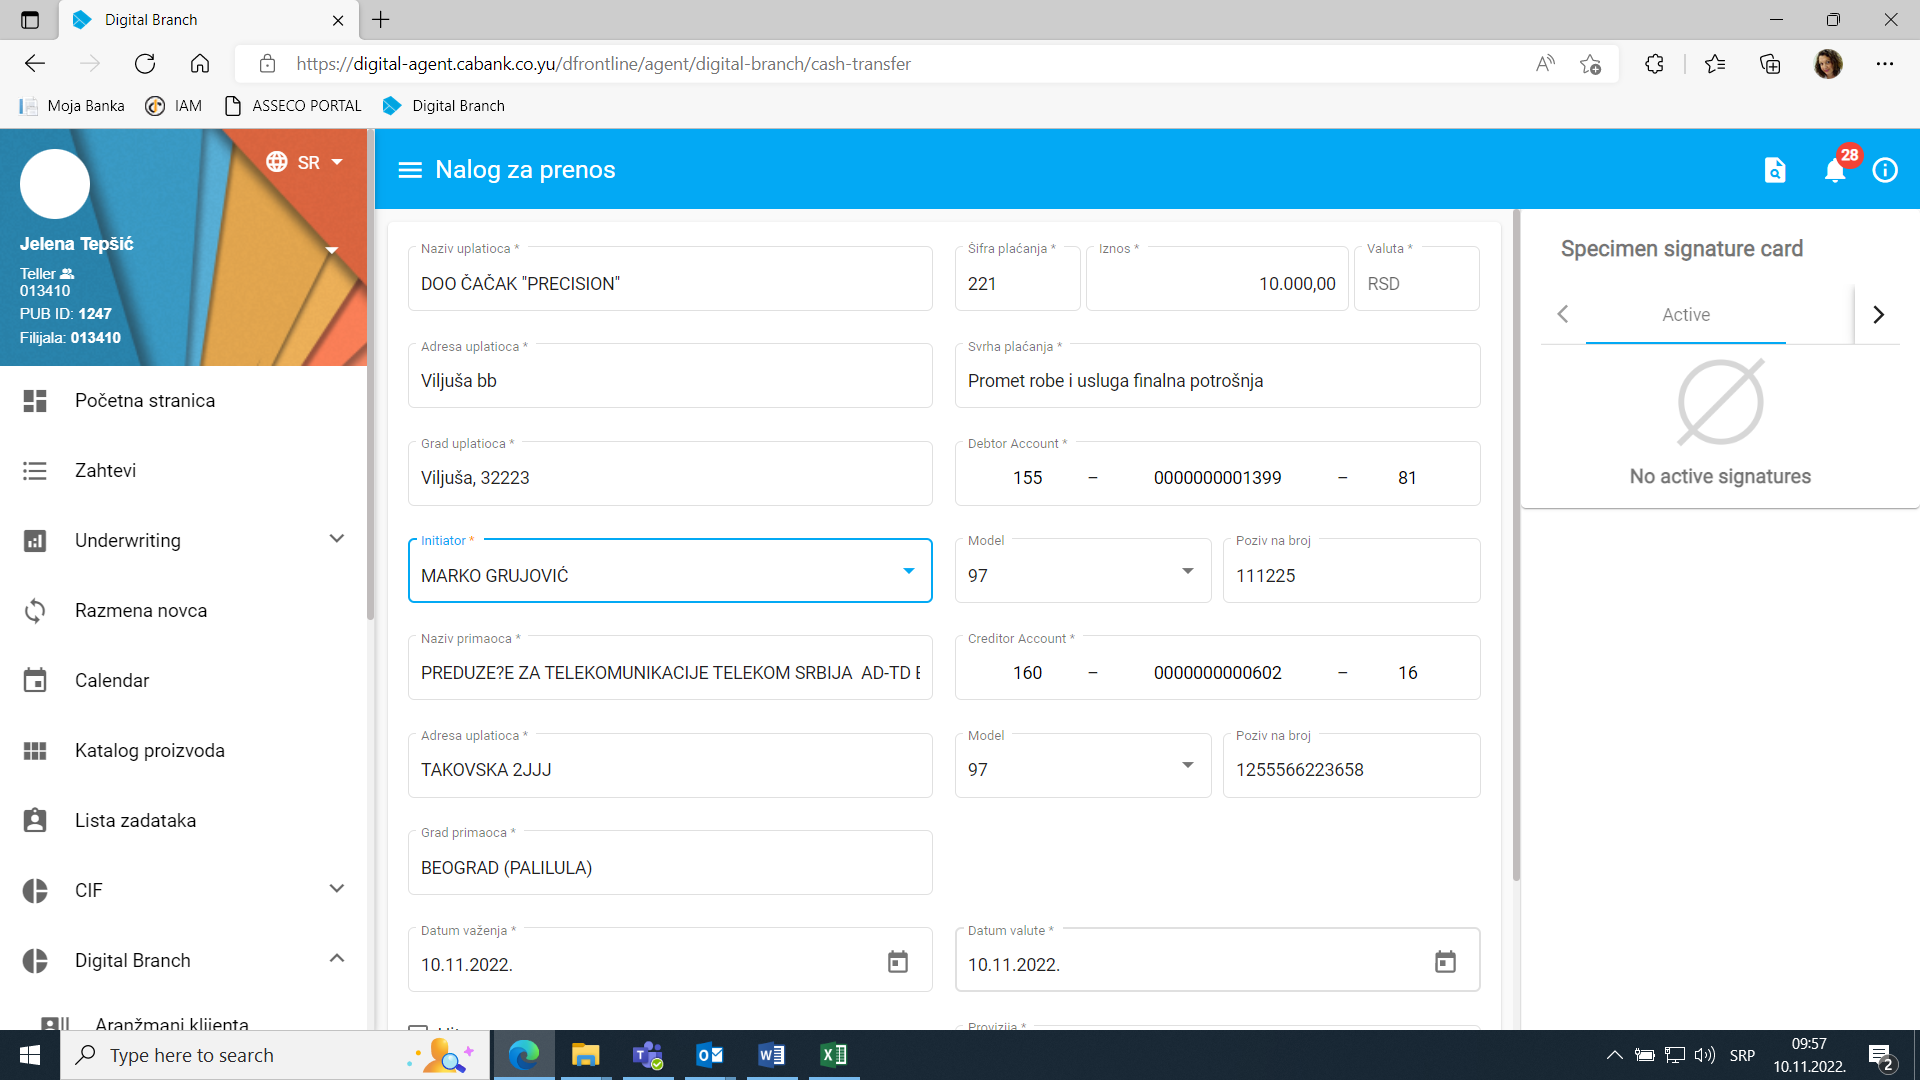 Digital Branch
https://digital-agent.cabank.co.yu/dfrontline/agent/digital-branch/cash-transfer
Moja Banka
IAM
ASSECO PORTAL
Digital Branch
SR
Jelena Tepšić
Teller
013410
PUB ID: 1247
Filijala: 013410
Početna stranica
Zahtevi
Underwriting
Razmena novca
Calendar
Katalog proizvoda
Lista zadataka
CIF
Digital Branch
Aranžmani klijenta
Nalog za prenos
28
Naziv uplatioca *
DOO ČAČAK "PRECISION"
Šifra plaćanja *
221
Iznos *
10.000,00
Valuta *
RSD
Adresa uplatioca *
Viljuša bb
Svrha plaćanja *
Promet robe i usluga finalna potrošnja
Grad uplatioca *
Viljuša, 32223
Debtor Account *
155 – 0000000001399 – 81
Initiator *
MARKO GRUJOVIĆ
Model
97
Poziv na broj
111225
Naziv primaoca *
PREDUZE?E ZA TELEKOMUNIKACIJE TELEKOM SRBIJA AD-TD
Creditor Account *
160 – 0000000000602 – 16
Adresa uplatioca *
TAKOVSKA 2JJJ
Model
97
Poziv na broj
1255566223658
Grad primaoca *
BEOGRAD (PALILULA)
Datum važenja *
10.11.2022.
Datum valute *
10.11.2022.
Provizija *
Specimen signature card
Active
No active signatures
Type here to search
SRP
09:57
10.11.2022.
2